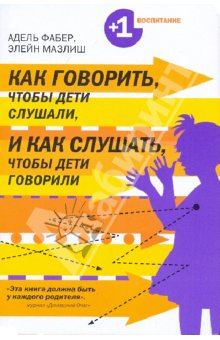 +1
ВОСПИТАНИЕ
АДЕЛЬ ФАБЕР,
ЭЛЕЙН МАЗЛИШ
КАК ГОВОРИТЬ,
ЧТОБЫ ДЕТИ
СЛУШАЛИ,
И КАК СЛУШАТЬ,
ЧТОБЫ ДЕТИ
ГОВОРИЛИ
«Эта книга должна быть
у каждого родителя».
журнал «Домашний Очаг»